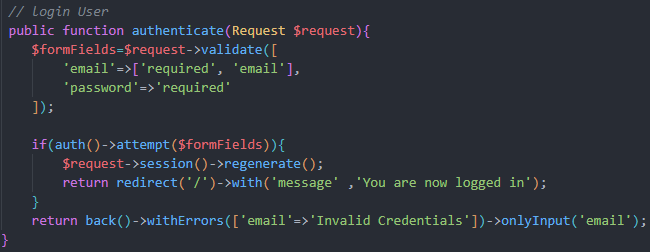 // login User
public function authenticate(Request $request){
$formFields=$request->validate([
'email'=>['required', 'email'],
'password'=>'required'
]);
if(auth()->attempt($formFields)){
$request->session()->regenerate();
return redirect('/')->with('message' ,'You are now logged in');
}
return back()->withErrors(['email'=>'Invalid Credentials'])->onlyInput('email');
}